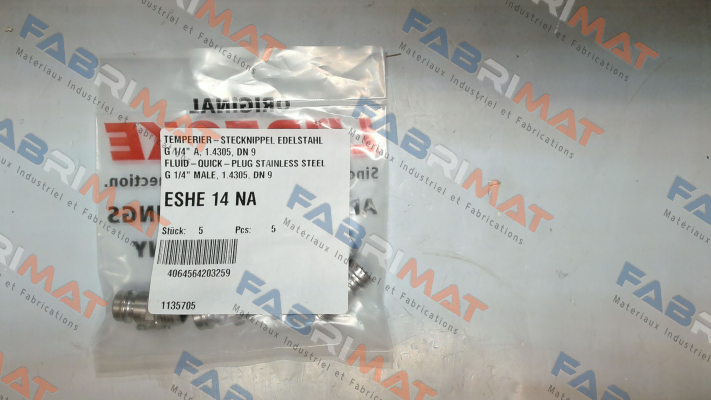 ORIGINAL
TEMPERIER-STECKNIPPEL EDELSTAHL
G 1/4" A, 1.4305, DN 9
FLUID-QUICK-PLUG STAINLESS STEEL
G 1/4" MALE, 1.4305, DN 9
ESHE 14 NA
Stück: 5 Pcs: 5
4064564203259
1135705
FABRIMAT
Materiaux Industriel et Fabrications